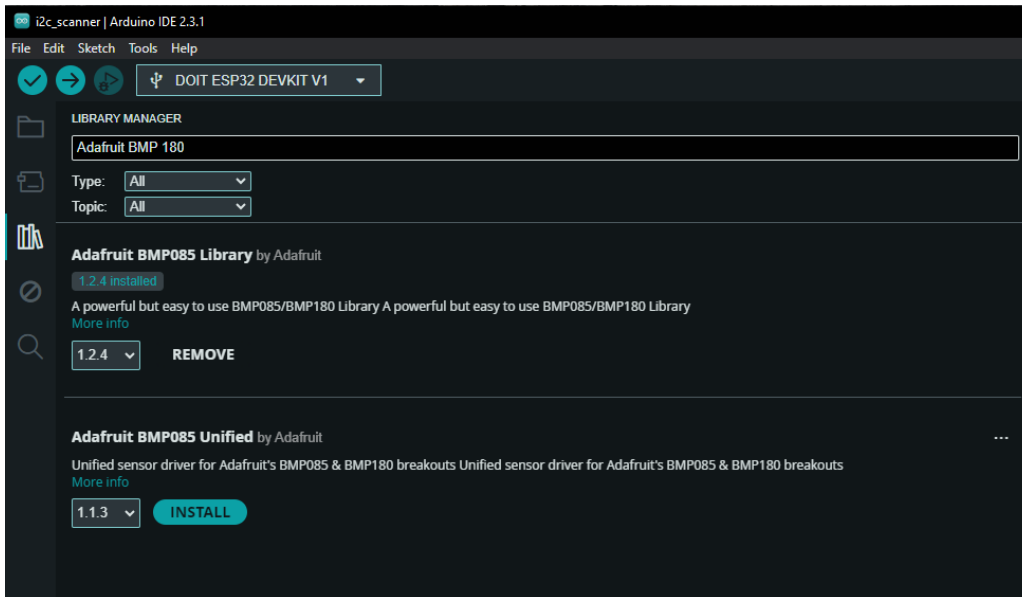 i2c_scanner | Arduino IDE 2.3.1
File Edit Sketch Tools Help
DOIT ESP32 DEVKIT V1
LIBRARY MANAGER
Adafruit BMP 180
Type: All
Topic: All
Adafruit BMP085 Library by Adafruit
1.2.4 installed
A powerful but easy to use BMP085/BMP180 Library A powerful but easy to use BMP085/BMP180 Library
More info
1.2.4 REMOVE
Adafruit BMP085 Unified by Adafruit
...
Unified sensor driver for Adafruit's BMP085 & BMP180 breakouts Unified sensor driver for Adafruit's BMP085 & BMP180 breakouts
More info
1.1.3 INSTALL